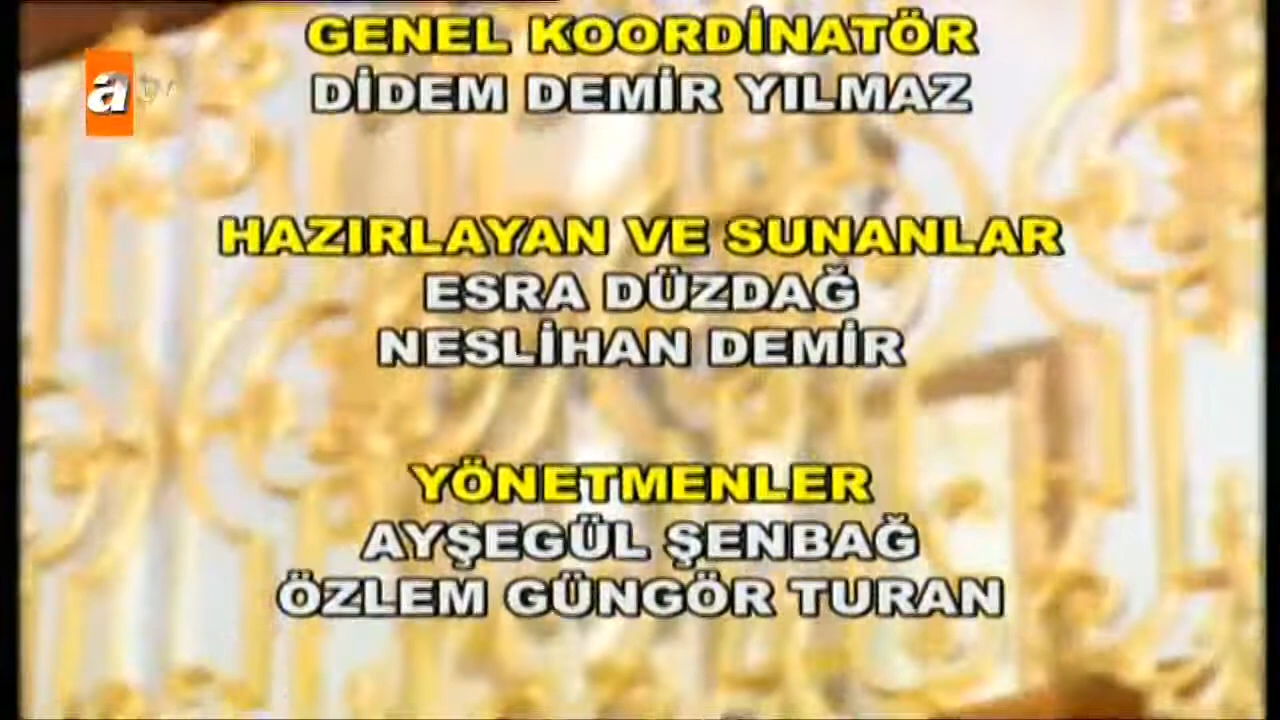 GENEL KOORDİNATÖR
DİDEM DEMİR YILMAZ
atv
HAZIRLAYAN VE SUNANLAR
ESRA DÜZDAĞ
NESLİHAN DEMİR
YÖNETMENLER
AYŞEGÜL ŞENBAĞ
ÖZLEM GÜNGÖR TURAN